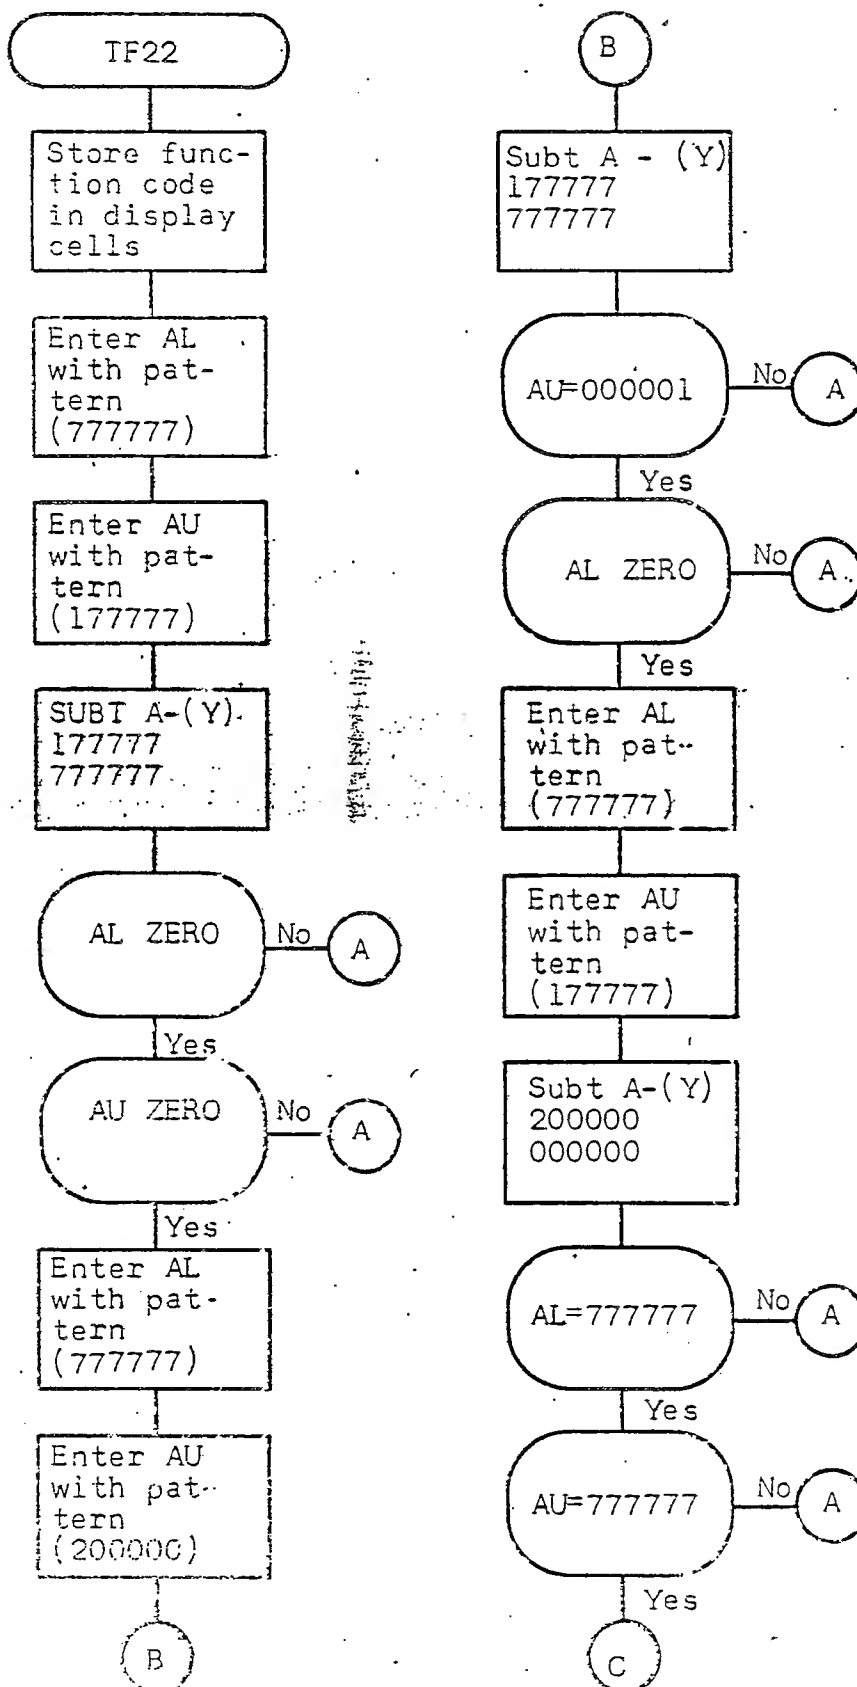 TF22
Store func-
tion code
in display
cells
Enter AL
with pat-
tern
(777777)
Enter AU
with pat-
tern
(177777)
SUBT A-(Y)
177777
777777
AL ZERO
No
A
Yes
AU ZERO
No
A
Yes
Enter AL
with pat-
tern
(777777)
Enter AU
with pat-
tern
(200000)
B
B
Subt A - (Y)
177777
777777
AU=000001
No
A
Yes
AL ZERO
No
A
Yes
Enter AL
with pat-
tern
(777777)
Enter AU
with pat-
tern
(177777)
Subt A-(Y)
200000
000000
AL=777777
No
A
Yes
AU=777777
No
A
Yes
C